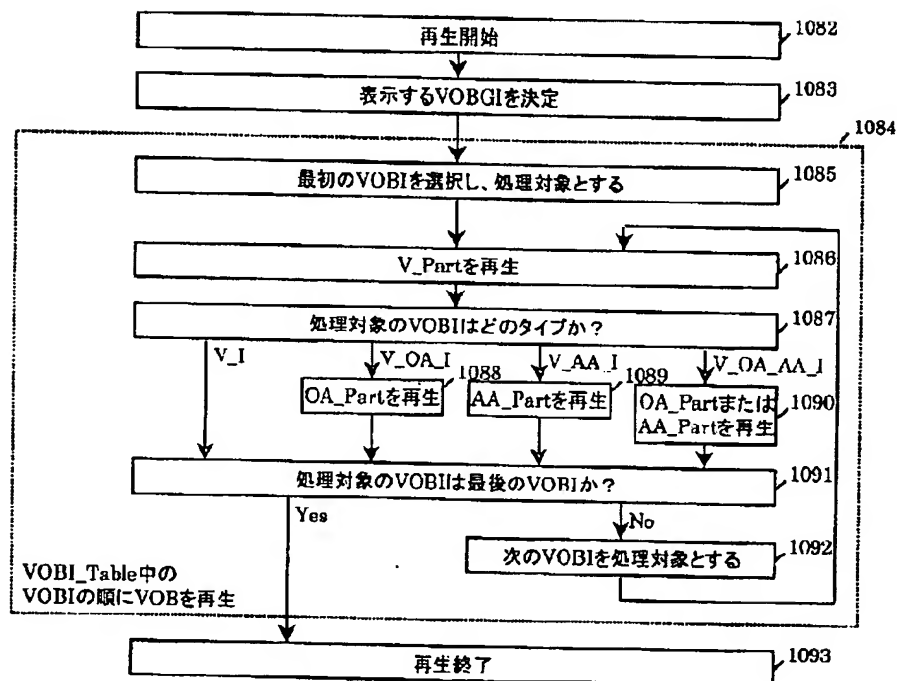 再生開始
1082
表示するVOBGIを決定
1083
1084
最初のVOBIを選択し、処理対象とする
1085
V_Partを再生
1086
処理対象のVOBIはどのタイプか？
1087
V_I
V_OA_I
V_AA_I
V_OA_AA_I
1088
1089
OA_Partを再生
AA_Partを再生
OA_Partまたは
AA_Partを再生
1090
処理対象のVOBIは最後のVOBIか？
1091
Yes
No
次のVOBIを処理対象とする
1092
VOBI_Table中の
VOBIの順にVOBを再生
再生終了
1093